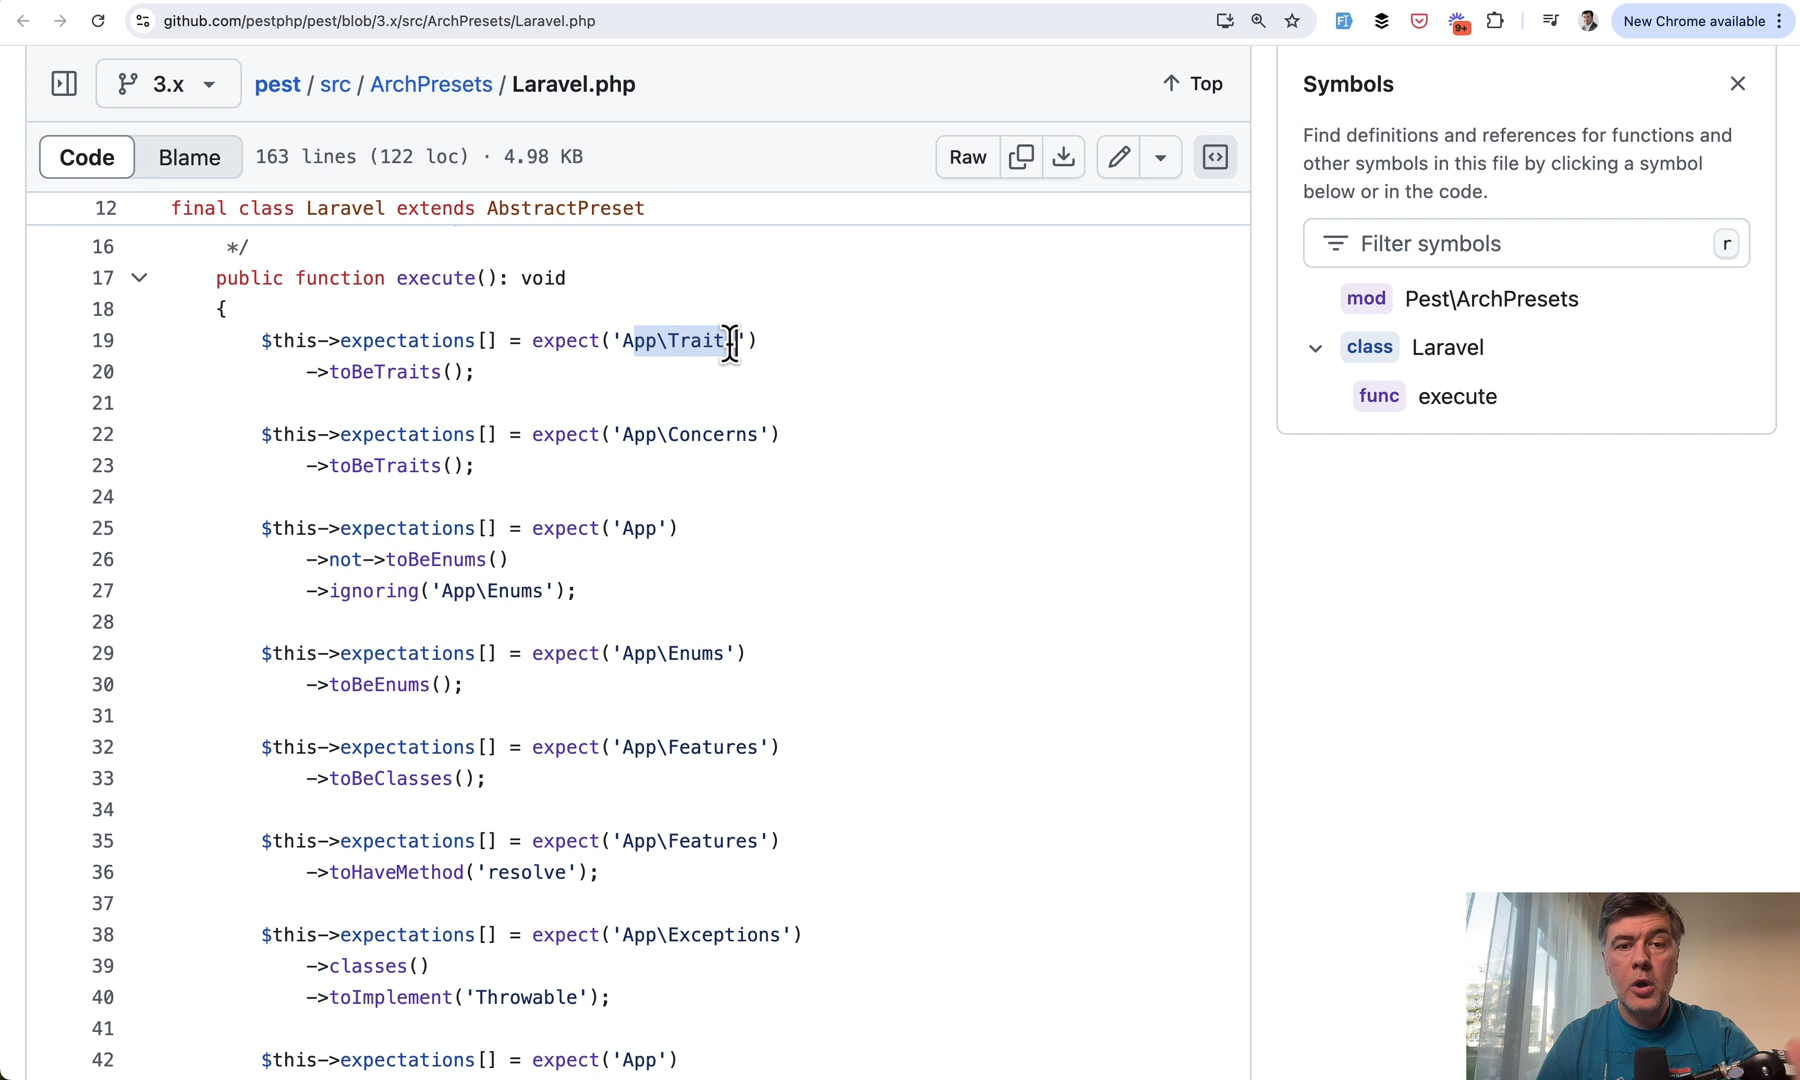 github.com/pestphp/pest/blob/3.x/src/ArchPresets/Laravel.php
9+
New Chrome available
3.x
pest / src / ArchPresets / Laravel.php
Top
Code
Blame
163 lines (122 loc) · 4.98 KB
Raw
12 final class Laravel extends AbstractPreset
16 */
17 public function execute(): void
18 {
19 $this->expectations[] = expect('App\Traits')
20 ->toBeTraits();
21
22 $this->expectations[] = expect('App\Concerns')
23 ->toBeTraits();
24
25 $this->expectations[] = expect('App')
26 ->not->toBeEnums()
27 ->ignoring('App\Enums');
28
29 $this->expectations[] = expect('App\Enums')
30 ->toBeEnums();
31
32 $this->expectations[] = expect('App\Features')
33 ->toBeClasses();
34
35 $this->expectations[] = expect('App\Features')
36 ->toHaveMethod('resolve');
37
38 $this->expectations[] = expect('App\Exceptions')
39 ->classes()
40 ->toImplement('Throwable');
41
42 $this->expectations[] = expect('App')
Symbols
Find definitions and references for functions and
other symbols in this file by clicking a symbol
below or in the code.
Filter symbols
r
mod Pest\ArchPresets
class Laravel
func execute